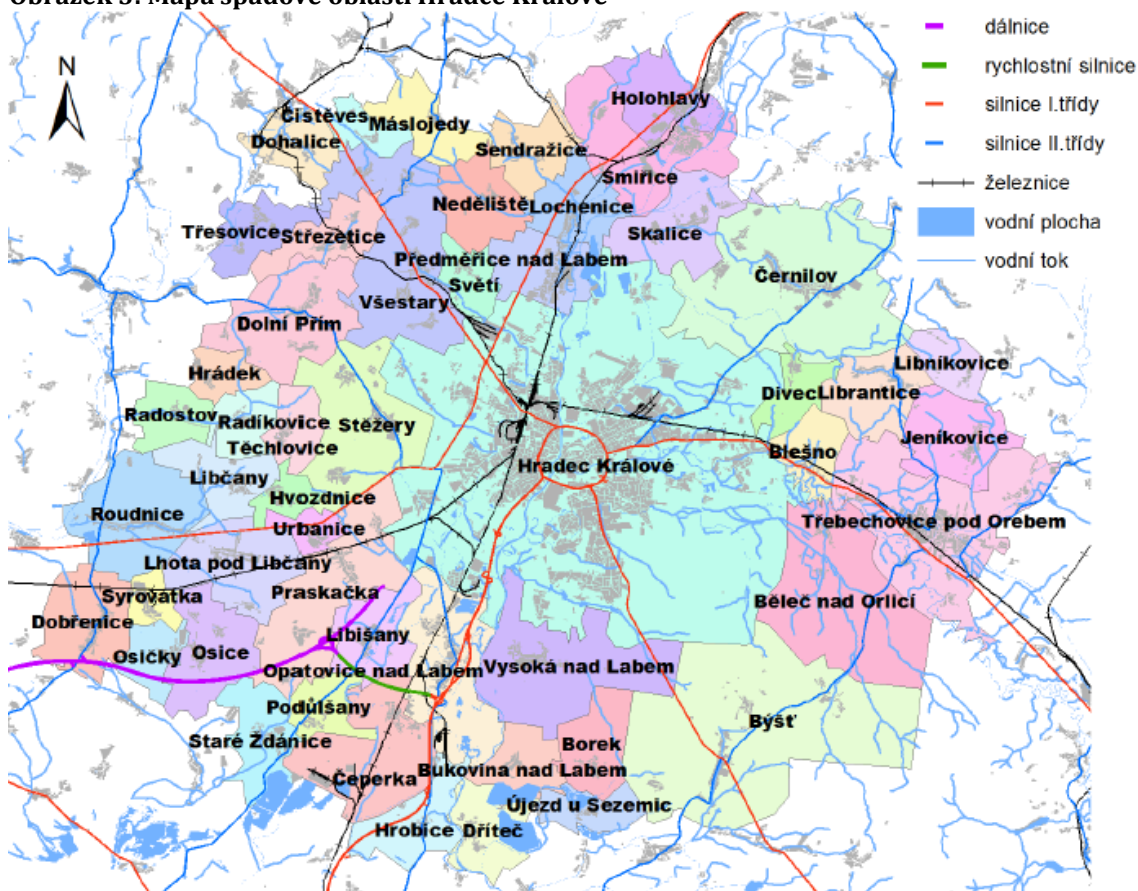 Obrázek 3: Mapa spádové oblasti Hradce Králové
dálnice
rychlostní silnice
silnice I.třídy
silnice II.třídy
železnice
vodní plocha
vodní tok
N
Holohlavy
Čistěves
Máslojedy
Dohalice
Sendražice
Smiřice
Neděliště
Lochenice
Třesovice
Střezetice
Skalice
Předměřice nad Labem
Světí
Černilov
Všestary
Dolní Přím
Libníkovice
Hrádek
Divec
Librantice
Radostov
Radíkovice
Stěžery
Jeníkovice
Těchlovice
Blešno
Hradec Králové
Libčany
Hvozdnice
Roudnice
Urbanice
Třebechovice pod Orebem
Lhota pod Libčany
Praskačka
Syrovátka
Běleč nad Orlicí
Dobřenice
Libišany
Osičky
Osice
Opatovice nad Labem
Vysoká nad Labem
Podůlšany
Býšť
Staré Ždánice
Borek
Čeperka
Bukovina nad Labem
Újezd u Sezemic
Hrobice
Dříteč